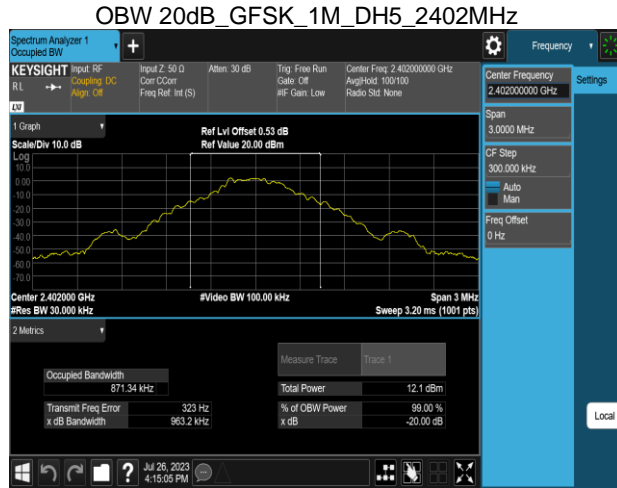 OBW 20dB_GFSK_1M_DH5_2402MHz
Spectrum Analyzer 1
Occupied BW
Frequency
KEYSIGHT
Input: RF
Coupling: DC
Align: Off
Input Z: 50 Ω
Corr CCorr
Freq Ref: Int (S)
Atten: 30 dB
Trig: Free Run
Gate: Off
#IF Gain: Low
Center Freq: 2.402000000 GHz
Avg|Hold: 100/100
Radio Std: None
R L
LXI
Center Frequency
2.402000000 GHz
Settings
Span
3.0000 MHz
CF Step
300.000 kHz
Auto
Man
Freq Offset
0 Hz
Local
1 Graph
Scale/Div 10.0 dB
Ref Lvl Offset 0.53 dB
Ref Value 20.00 dBm
Log
10.0
0.00
-10.0
-20.0
-30.0
-40.0
-50.0
-60.0
-70.0
Center 2.402000 GHz
#Res BW 30.000 kHz
#Video BW 100.00 kHz
Span 3 MHz
Sweep 3.20 ms (1001 pts)
2 Metrics
Measure Trace
Trace 1
Occupied Bandwidth
871.34 kHz
Total Power
12.1 dBm
Transmit Freq Error
323 Hz
% of OBW Power
99.00 %
x dB Bandwidth
963.2 kHz
x dB
-20.00 dB
Jul 26, 2023
4:15:05 PM